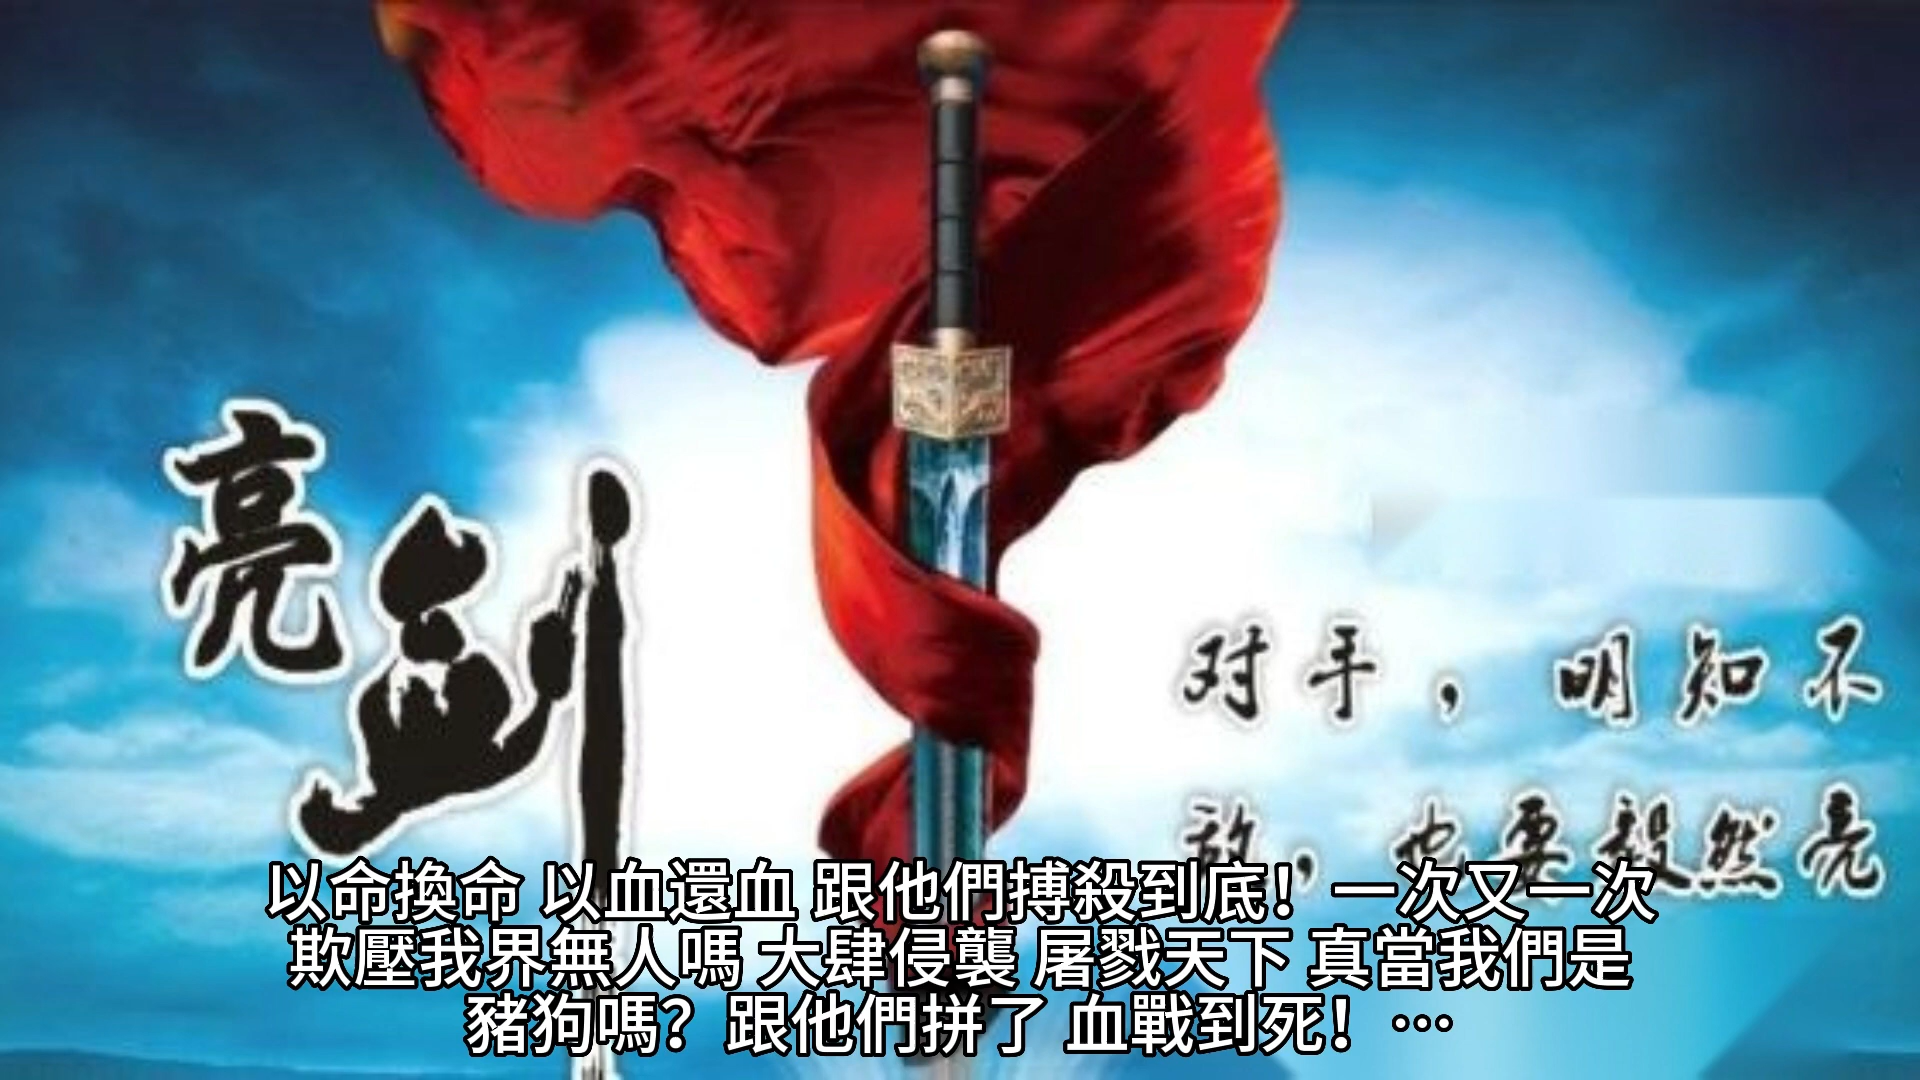 亮剑
对手，明知不
敌，也要毅然亮
以命換命 以血還血 跟他們搏殺到底！一次又一次
欺壓我界無人嗎 大肆侵襲 屠戮天下 真當我們是
豬狗嗎？跟他們拼了 血戰到死！…